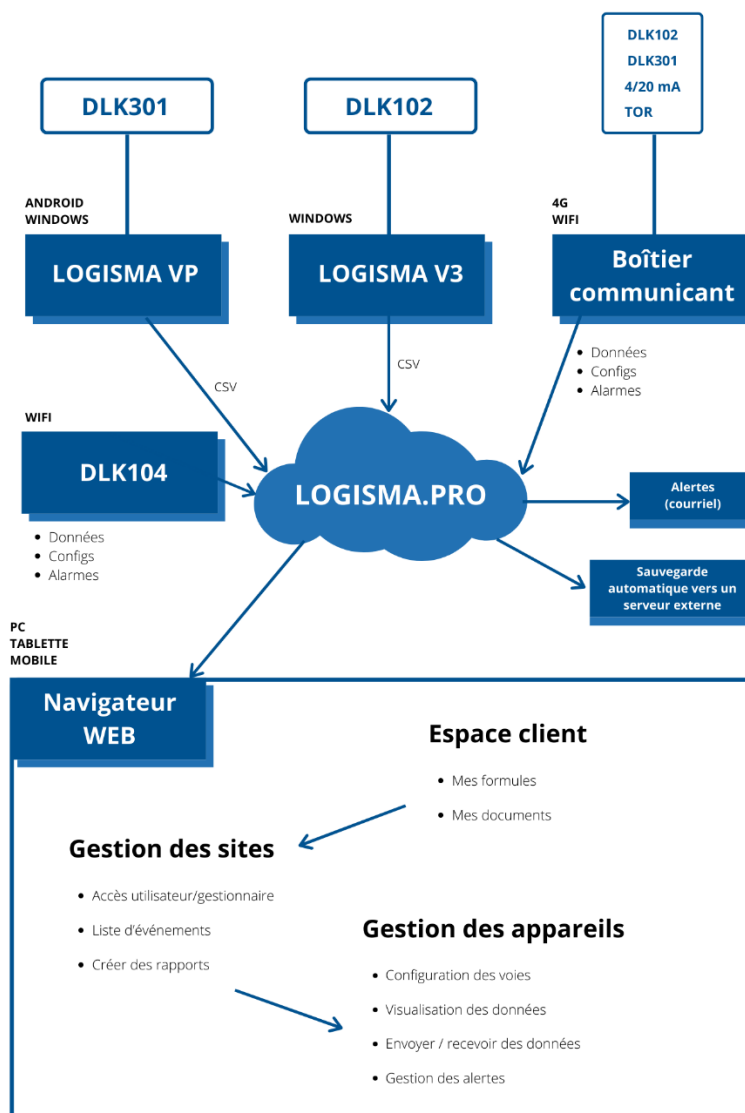 DLK102
DLK301
4/20 mA
TOR
DLK301
DLK102
ANDROID
WINDOWS
WINDOWS
4G
WIFI
LOGISMA VP
LOGISMA V3
Boîtier
communicant
CSV
CSV
• Données
• Configs
• Alarmes
WIFI
DLK104
LOGISMA.PRO
• Données
• Configs
• Alarmes
Alertes
(courriel)
Sauvegarde
automatique vers un
serveur externe
PC
TABLETTE
MOBILE
Navigateur
WEB
Espace client
• Mes formules
• Mes documents
Gestion des sites
• Accès utilisateur/gestionnaire
• Liste d'événements
• Créer des rapports
Gestion des appareils
• Configuration des voies
• Visualisation des données
• Envoyer / recevoir des données
• Gestion des alertes